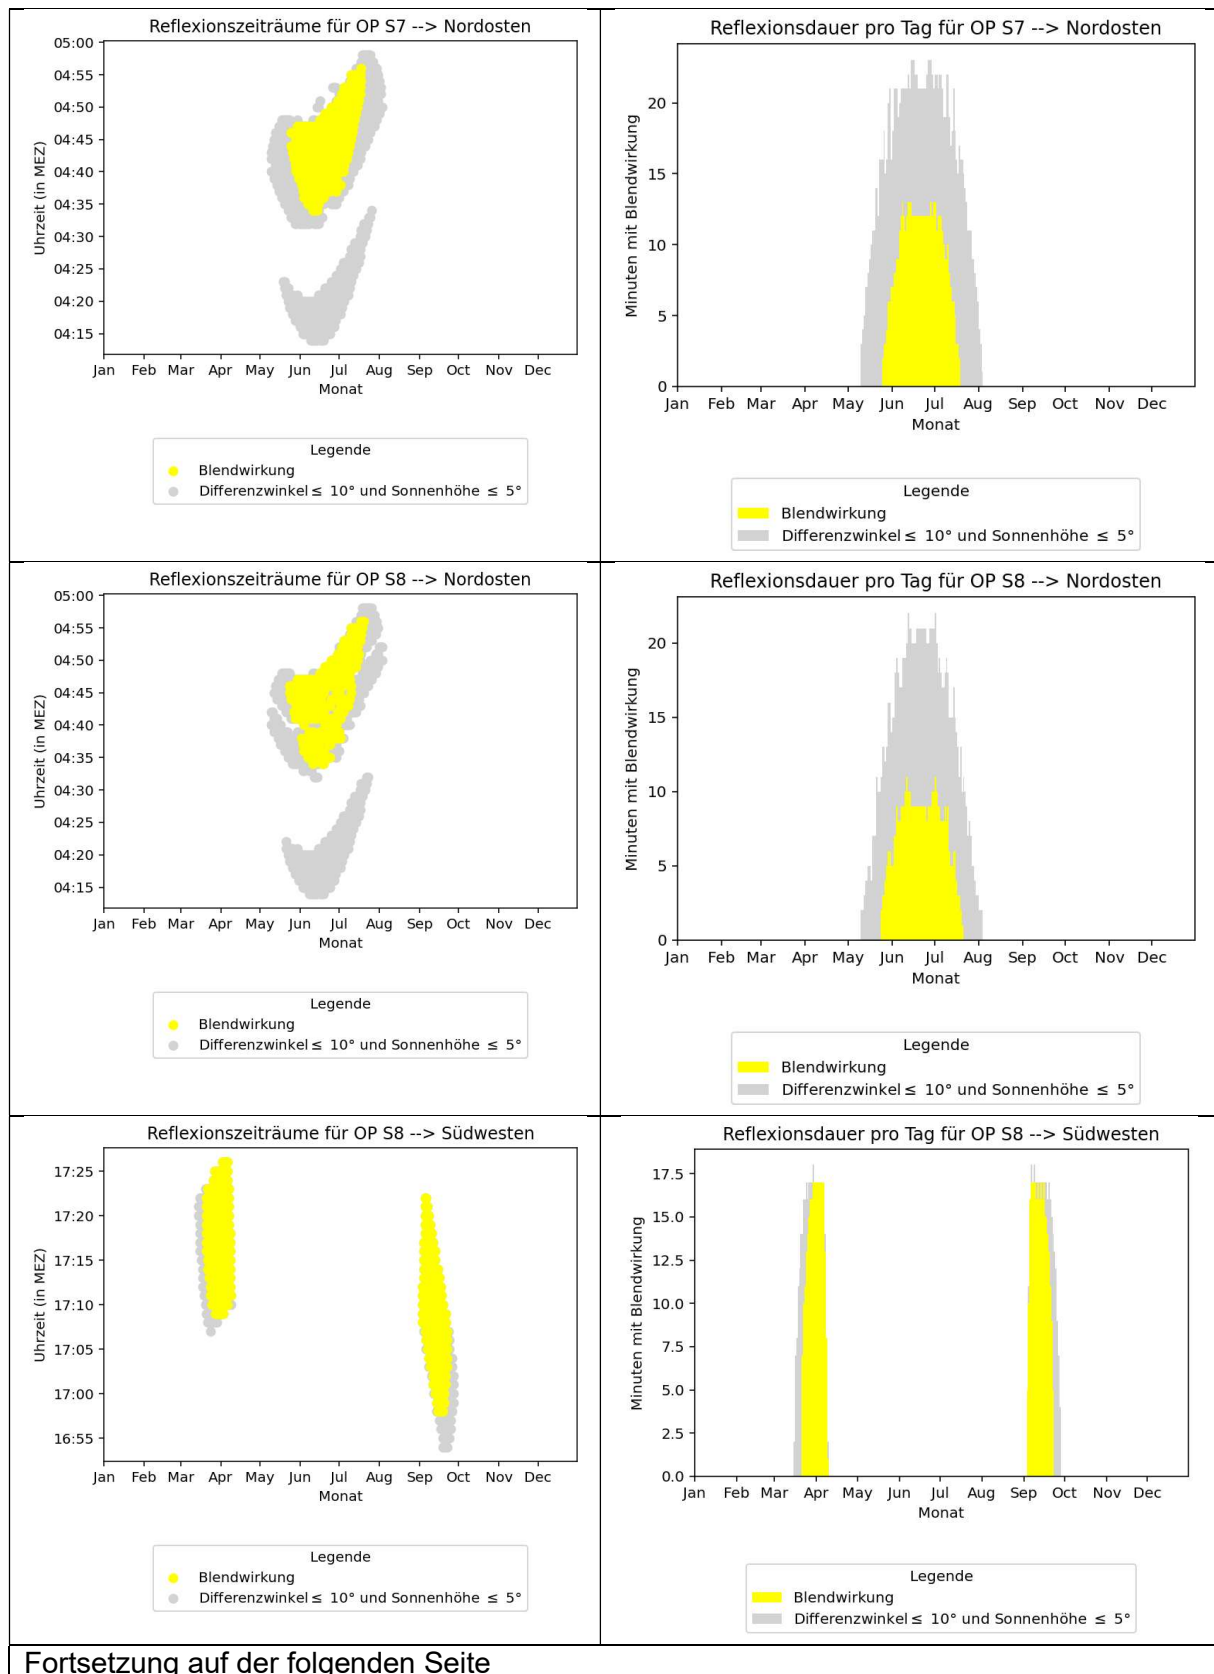 Reflexionszeiträume für OP S7 --> Nordosten
05:00
04:55
04:50
04:45
04:40
04:35
04:30
04:25
04:20
04:15
Uhrzeit (in MEZ)
Jan Feb Mar Apr May Jun Jul Aug Sep Oct Nov Dec
Monat
Legende
Blendwirkung
Differenzwinkel ≤ 10° und Sonnenhöhe ≤ 5°
Reflexionsdauer pro Tag für OP S7 --> Nordosten
20
15
10
5
0
Minuten mit Blendwirkung
Jan Feb Mar Apr May Jun Jul Aug Sep Oct Nov Dec
Monat
Legende
Blendwirkung
Differenzwinkel ≤ 10° und Sonnenhöhe ≤ 5°
Reflexionszeiträume für OP S8 --> Nordosten
05:00
04:55
04:50
04:45
04:40
04:35
04:30
04:25
04:20
04:15
Uhrzeit (in MEZ)
Jan Feb Mar Apr May Jun Jul Aug Sep Oct Nov Dec
Monat
Legende
Blendwirkung
Differenzwinkel ≤ 10° und Sonnenhöhe ≤ 5°
Reflexionsdauer pro Tag für OP S8 --> Nordosten
20
15
10
5
0
Minuten mit Blendwirkung
Jan Feb Mar Apr May Jun Jul Aug Sep Oct Nov Dec
Monat
Legende
Blendwirkung
Differenzwinkel ≤ 10° und Sonnenhöhe ≤ 5°
Reflexionszeiträume für OP S8 --> Südwesten
17:25
17:20
17:15
17:10
17:05
17:00
16:55
Uhrzeit (in MEZ)
Jan Feb Mar Apr May Jun Jul Aug Sep Oct Nov Dec
Monat
Legende
Blendwirkung
Differenzwinkel ≤ 10° und Sonnenhöhe ≤ 5°
Reflexionsdauer pro Tag für OP S8 --> Südwesten
17.5
15.0
12.5
10.0
7.5
5.0
2.5
0.0
Minuten mit Blendwirkung
Jan Feb Mar Apr May Jun Jul Aug Sep Oct Nov Dec
Monat
Legende
Blendwirkung
Differenzwinkel ≤ 10° und Sonnenhöhe ≤ 5°
Fortsetzung auf der folgenden Seite